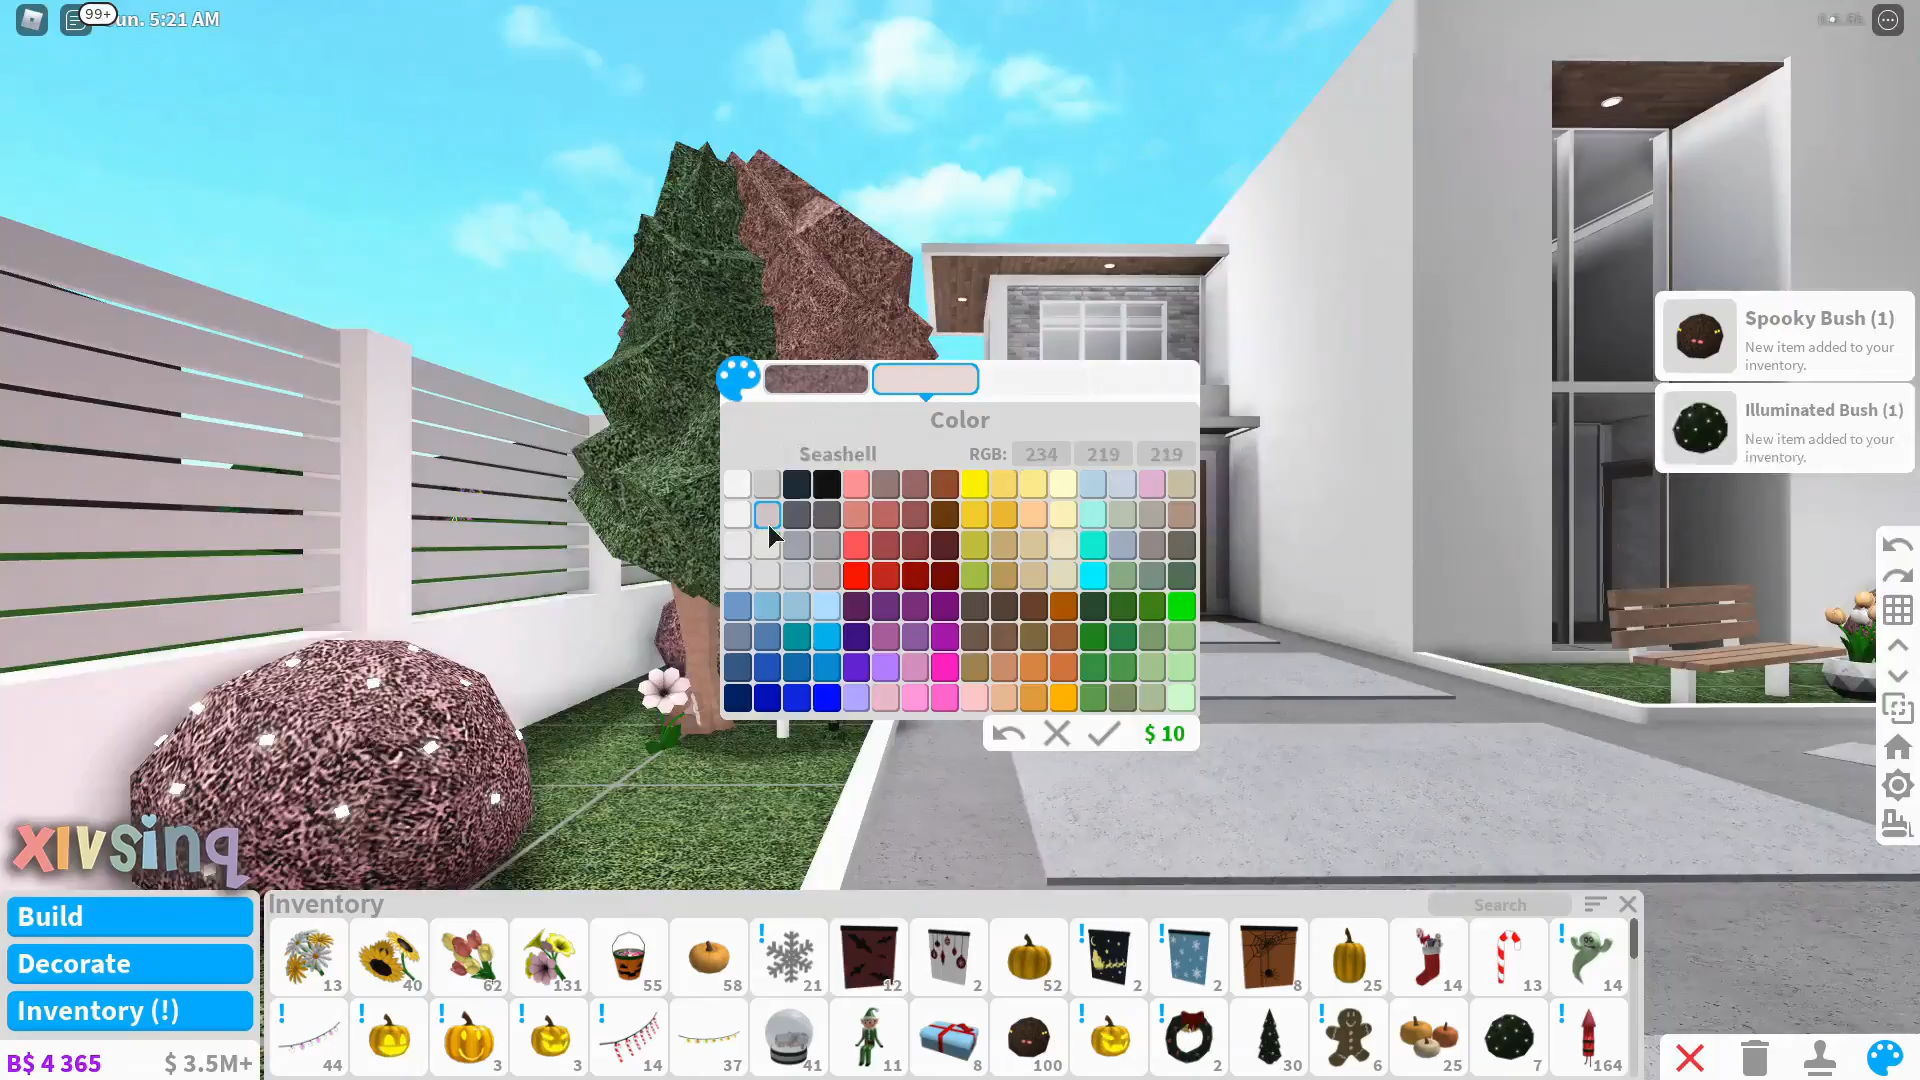 99+
un. 5:21 AM
Spooky Bush (1)
New item added to your
inventory.
Illuminated Bush (1)
New item added to your
inventory.
Color
Seashell
RGB: 234 219 219
$ 10
xivsinq
Build
Decorate
Inventory (!)
B$ 4 365
$ 3.5M+
Inventory
Search
13 40 62 131 55 58 ! 21 12 2 52 ! 2 ! 2 8 25 14 13 ! 14
! 44 ! ! 3 ! 3 ! 14 37 41 11 8 100 ! ! 2 30 ! 6 25 7 ! 164